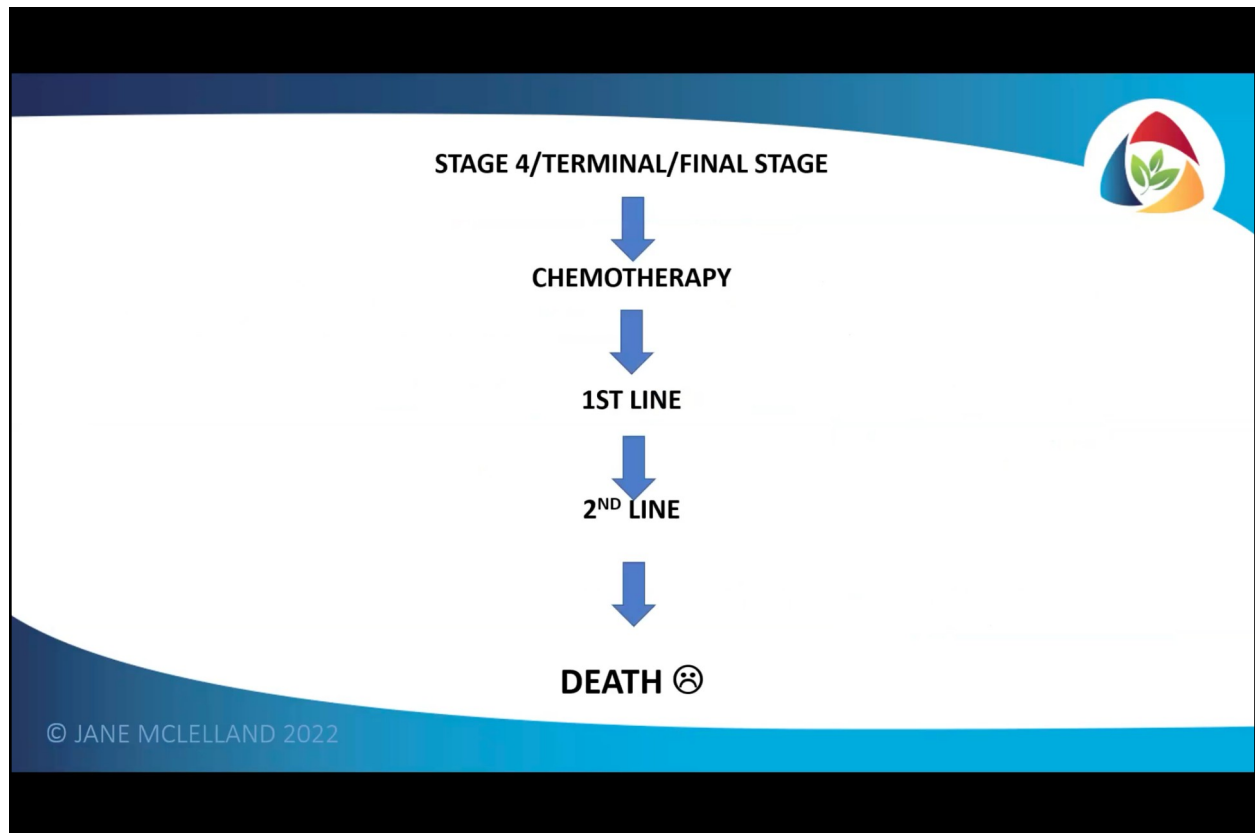 STAGE 4/TERMINAL/FINAL STAGE
CHEMOTHERAPY
1ST LINE
2ND LINE
DEATH ☹
© JANE MCLELLAND 2022